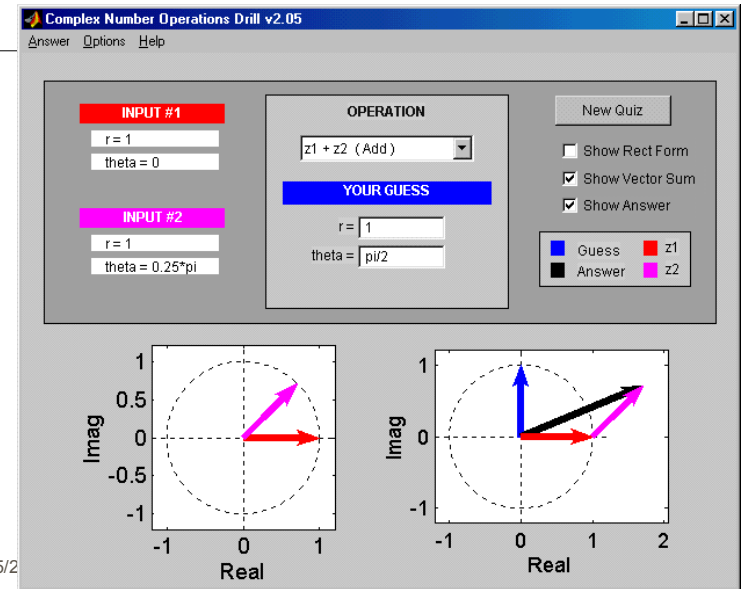 Complex Number Operations Drill v2.05
Answer Options Help
INPUT #1
r = 1
theta = 0
INPUT #2
r = 1
theta = 0.25*pi
OPERATION
z1 + z2 ( Add )
YOUR GUESS
r = 1
theta = pi/2
New Quiz
Show Rect Form
Show Vector Sum
Show Answer
Guess z1
Answer z2
1
0.5
0
-0.5
-1
Imag
-1 0 1
Real
1
0
-1
Imag
-1 0 1 2
Real
5/2